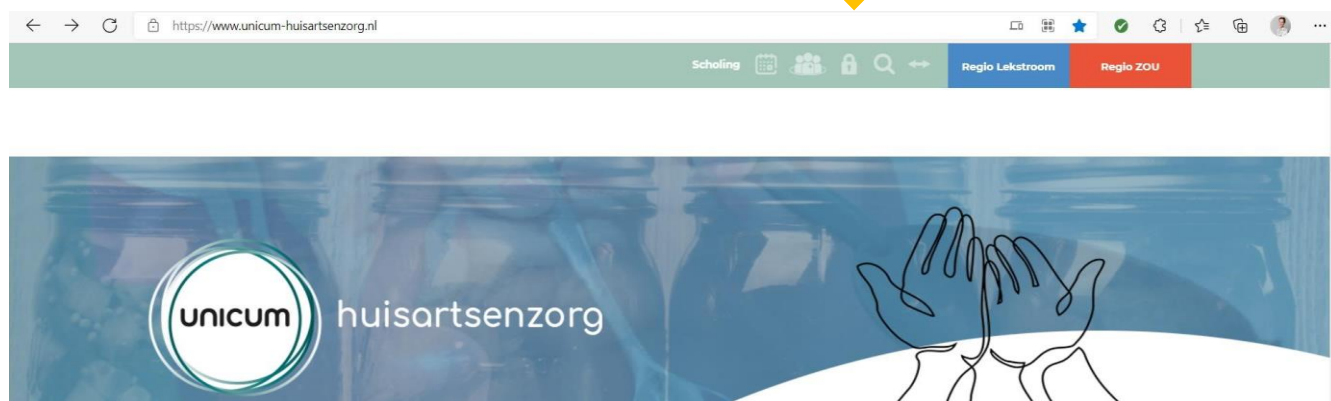 https://www.unicum-huisartsenzorg.nl
Scholing
Regio Lekstroom
Regio ZOU
unicum
huisartsenzorg